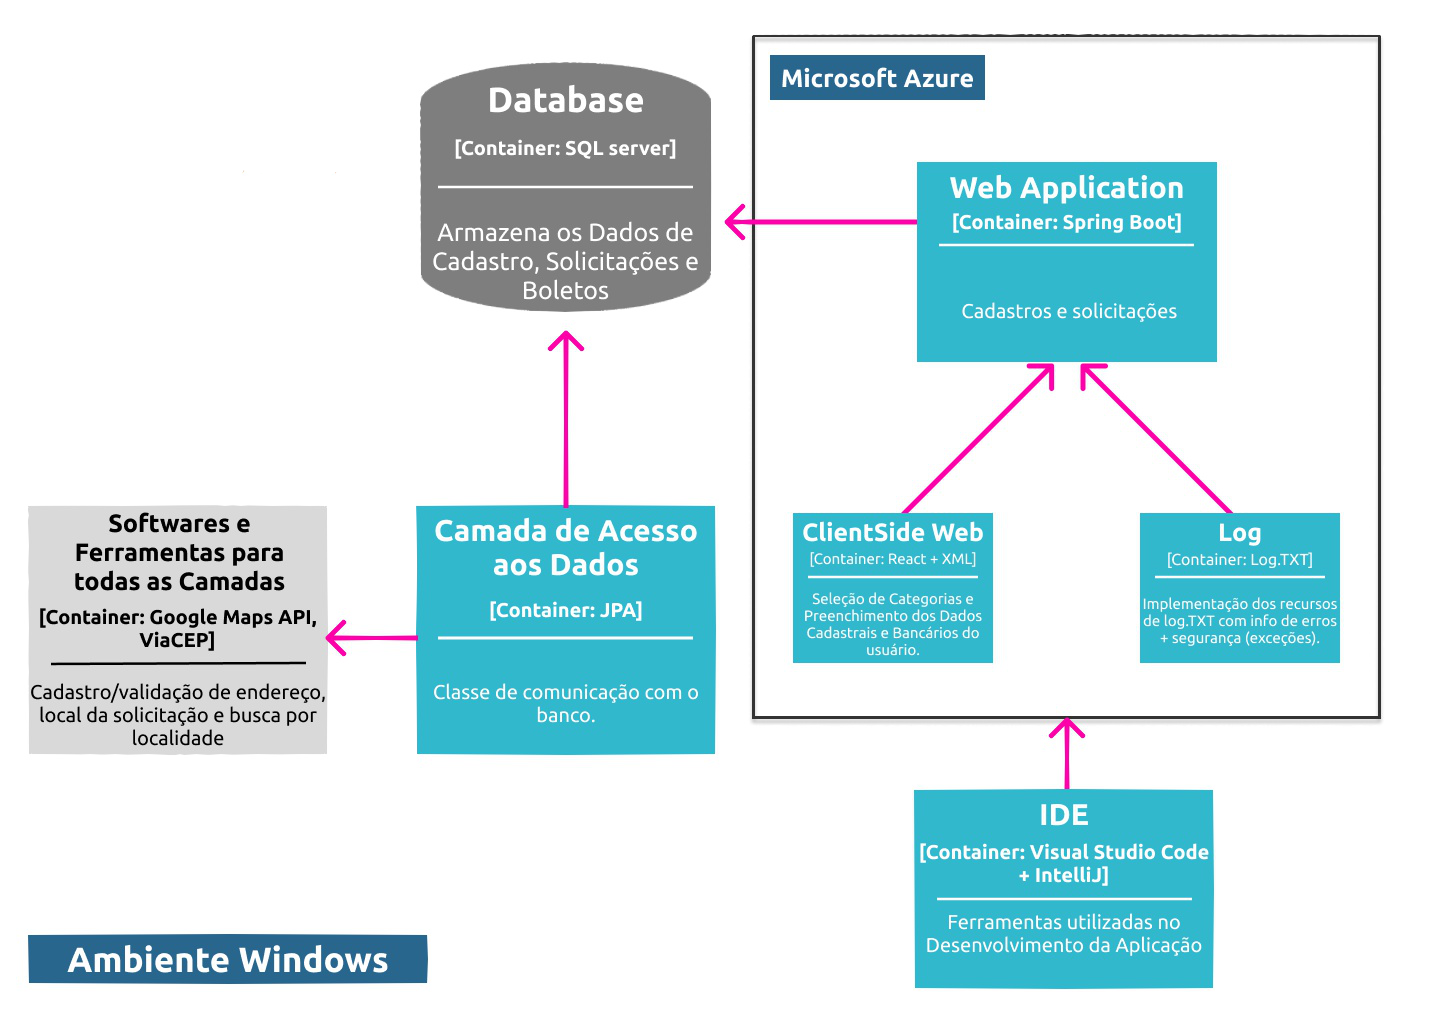 Database
[Container: SQL server]
Armazena os Dados de
Cadastro, Solicitações e
Boletos
Microsoft Azure
Web Application
[Container: Spring Boot]
Cadastros e solicitações
Softwares e
Ferramentas para
todas as Camadas
[Container: Google Maps API,
ViaCEP]
Cadastro/validação de endereço,
local da solicitação e busca por
localidade
Camada de Acesso
aos Dados
[Container: JPA]
Classe de comunicação com o
banco.
ClientSide Web
[Container: React + XML]
Seleção de Categorias e
Preenchimento dos Dados
Cadastrais e Bancários do
usuário.
Log
[Container: Log.TXT]
Implementação dos recursos
de log.TXT com info de erros
+ segurança (exceções).
IDE
[Container: Visual Studio Code
+ IntelliJ]
Ferramentas utilizadas no
Desenvolvimento da Aplicação
Ambiente Windows